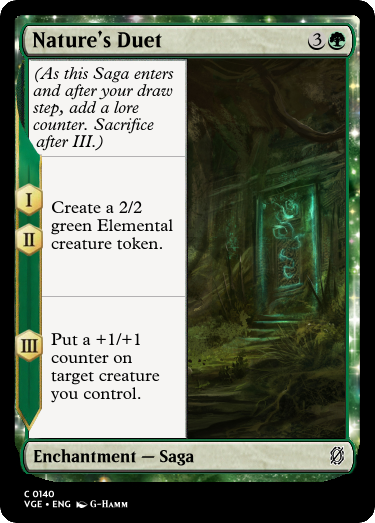 Nature's Duet 3
(As this Saga enters
and after your draw
step, add a lore
counter. Sacrifice
after III.)
I
II
Create a 2/2
green Elemental
creature token.
III
Put a +1/+1
counter on
target creature
you control.
Enchantment — Saga
C 0140
VGE • ENG G-Hamm